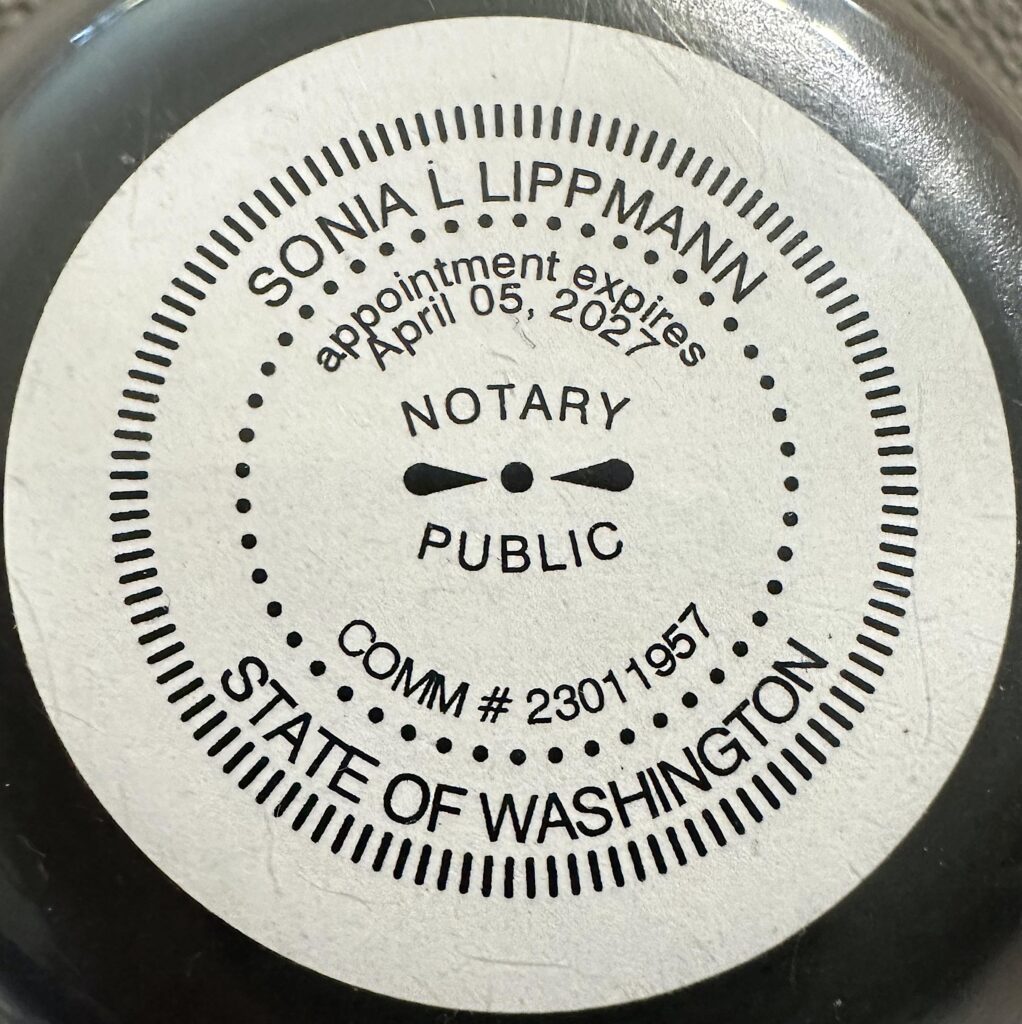 SONIA L LIPPMANN
appointment expires
April 05, 2027
NOTARY
PUBLIC
COMM # 23011957
STATE OF WASHINGTON